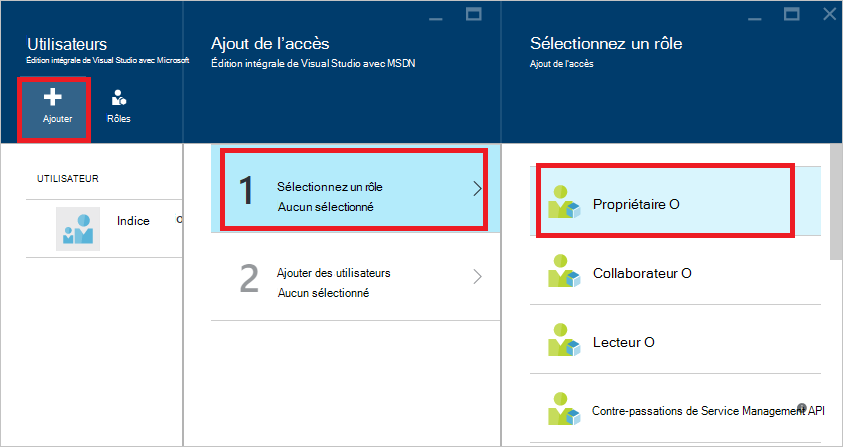 Utilisateurs
Édition intégrale de Visual Studio avec Microsoft
Ajouter
Rôles
UTILISATEUR
Indice
Ajout de l'accès
Édition intégrale de Visual Studio avec MSDN
1
Sélectionnez un rôle
Aucun sélectionné
2
Ajouter des utilisateurs
Aucun sélectionné
Sélectionnez un rôle
Ajout de l'accès
Propriétaire O
Collaborateur O
Lecteur O
Contre-passations de Service Management API